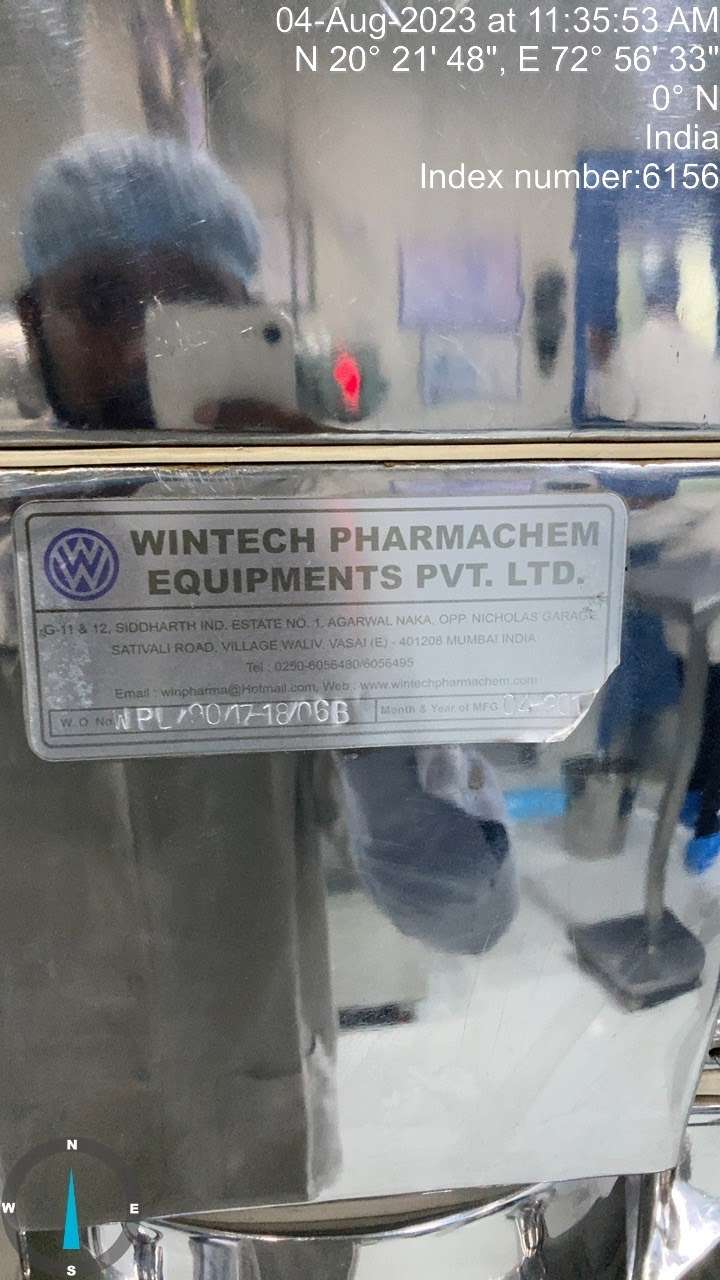 04-Aug-2023 at 11:35:53 AM
N 20° 21' 48", E 72° 56' 33"
0° N
India
Index number:6156
WINTECH PHARMACHEM
EQUIPMENTS PVT. LTD.
G-11 & 12, SIDDHARTH IND. ESTATE NO. 1, AGARWAL NAKA, OPP. NICHOLAS GARAGE
SATIVALI ROAD, VILLAGE WALIV, VASAI (E) - 401208 MUMBAI INDIA
Tel : 0250-6056480/6056495
Email : winpharma@Hotmail.com, Web : www.wintechpharmachem.com
W. O. No. Month & Year of MFG
N
W E
S